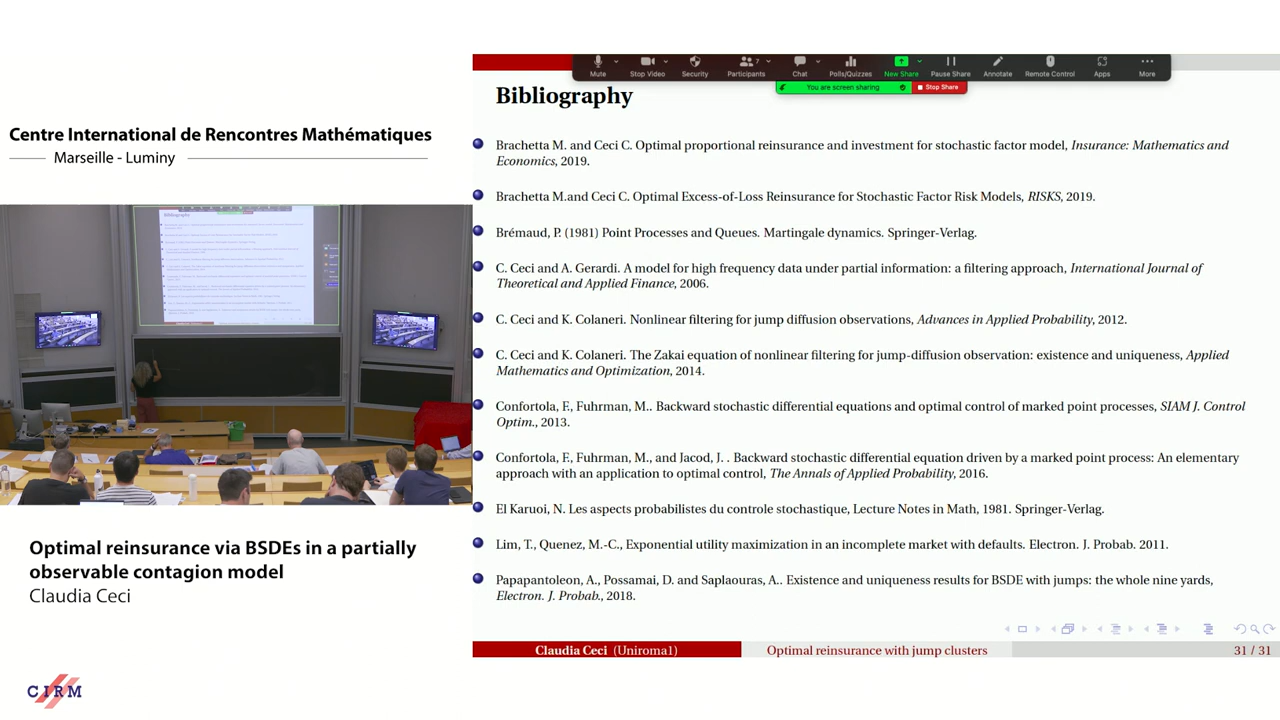 Centre International de Rencontres Mathématiques
Marseille - Luminy
Optimal reinsurance via BSDEs in a partially
observable contagion model
Claudia Ceci
CIRM
Mute
Stop Video
Security
Participants
7
Chat
Polls/Quizzes
New Share
Pause Share
Annotate
Remote Control
Apps
More
You are screen sharing
Stop Share
Bibliography
Brachetta M. and Ceci C. Optimal proportional reinsurance and investment for stochastic factor model, Insurance: Mathematics and
Economics, 2019.
Brachetta M.and Ceci C. Optimal Excess-of-Loss Reinsurance for Stochastic Factor Risk Models, RISKS, 2019.
Brémaud, P. (1981) Point Processes and Queues. Martingale dynamics. Springer-Verlag.
C. Ceci and A. Gerardi. A model for high frequency data under partial information: a filtering approach, International Journal of
Theoretical and Applied Finance, 2006.
C. Ceci and K. Colaneri. Nonlinear filtering for jump diffusion observations, Advances in Applied Probability, 2012.
C. Ceci and K. Colaneri. The Zakai equation of nonlinear filtering for jump-diffusion observation: existence and uniqueness, Applied
Mathematics and Optimization, 2014.
Confortola, F., Fuhrman, M.. Backward stochastic differential equations and optimal control of marked point processes, SIAM J. Control
Optim., 2013.
Confortola, F., Fuhrman, M., and Jacod, J. . Backward stochastic differential equation driven by a marked point process: An elementary
approach with an application to optimal control, The Annals of Applied Probability, 2016.
El Karuoi, N. Les aspects probabilistes du controle stochastique, Lecture Notes in Math, 1981. Springer-Verlag.
Lim, T., Quenez, M.-C., Exponential utility maximization in an incomplete market with defaults. Electron. J. Probab. 2011.
Papapantoleon, A., Possamai, D. and Saplaouras, A.. Existence and uniqueness results for BSDE with jumps: the whole nine yards,
Electron. J. Probab., 2018.
Claudia Ceci (Uniroma1)
Optimal reinsurance with jump clusters
31 / 31